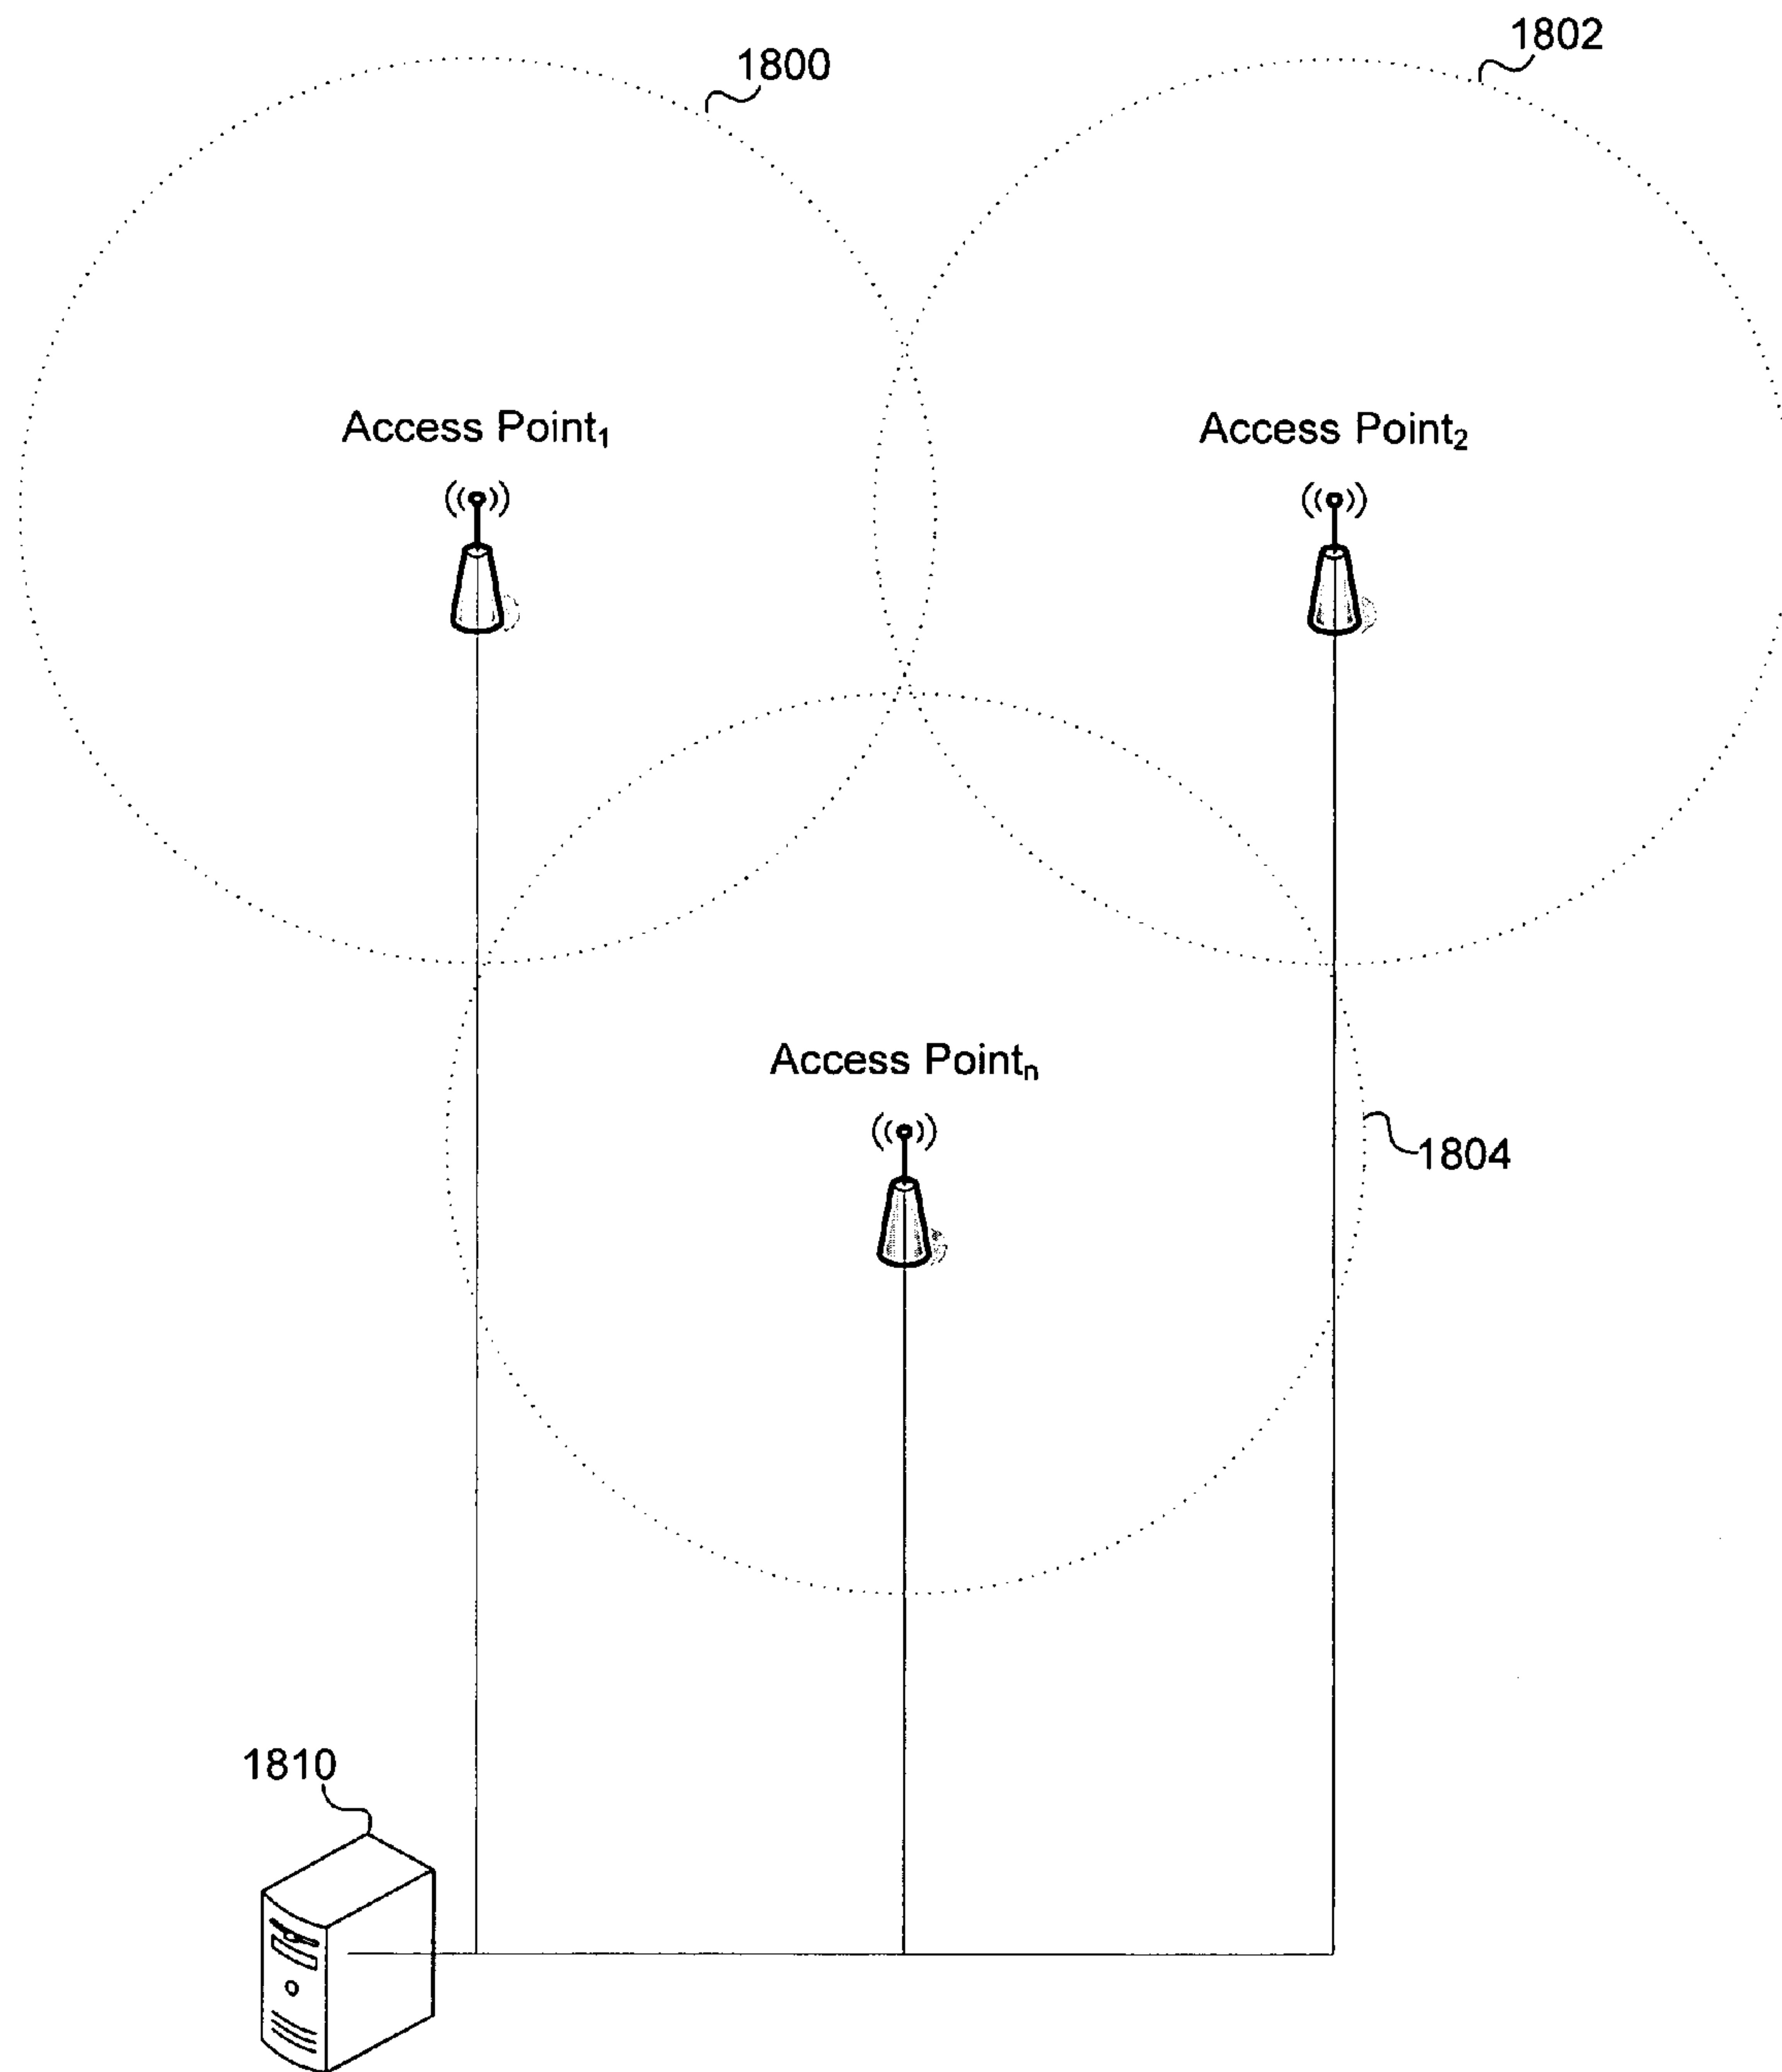 1802
1800
Access Point₁
Access Point₂
Access Pointₙ
1804
1810